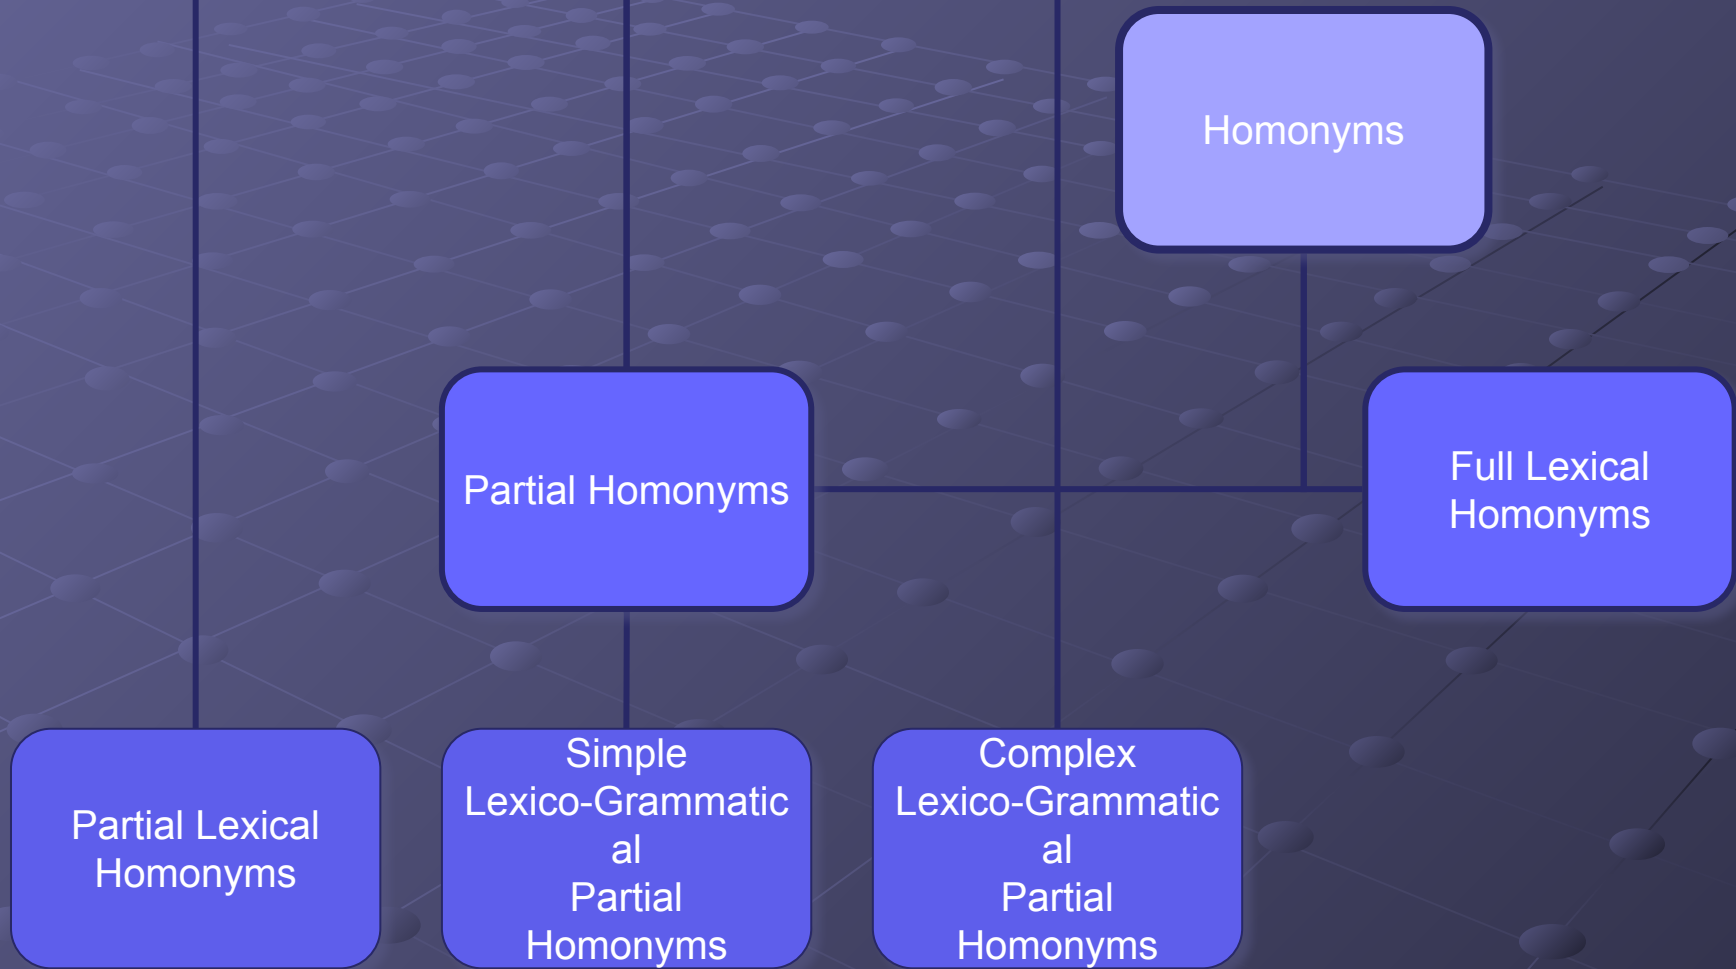 Homonyms
Partial Homonyms
Full Lexical
Homonyms
Partial Lexical
Homonyms
Simple
Lexico-Grammatic
al
Partial
Homonyms
Complex
Lexico-Grammatic
al
Partial
Homonyms